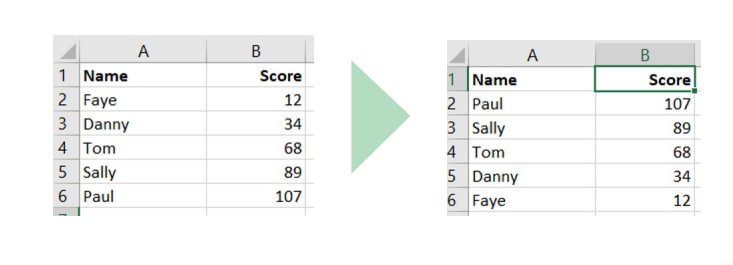 A B
1 Name Score
2 Faye 12
3 Danny 34
4 Tom 68
5 Sally 89
6 Paul 107
A B
1 Name Score
2 Paul 107
3 Sally 89
4 Tom 68
5 Danny 34
6 Faye 12